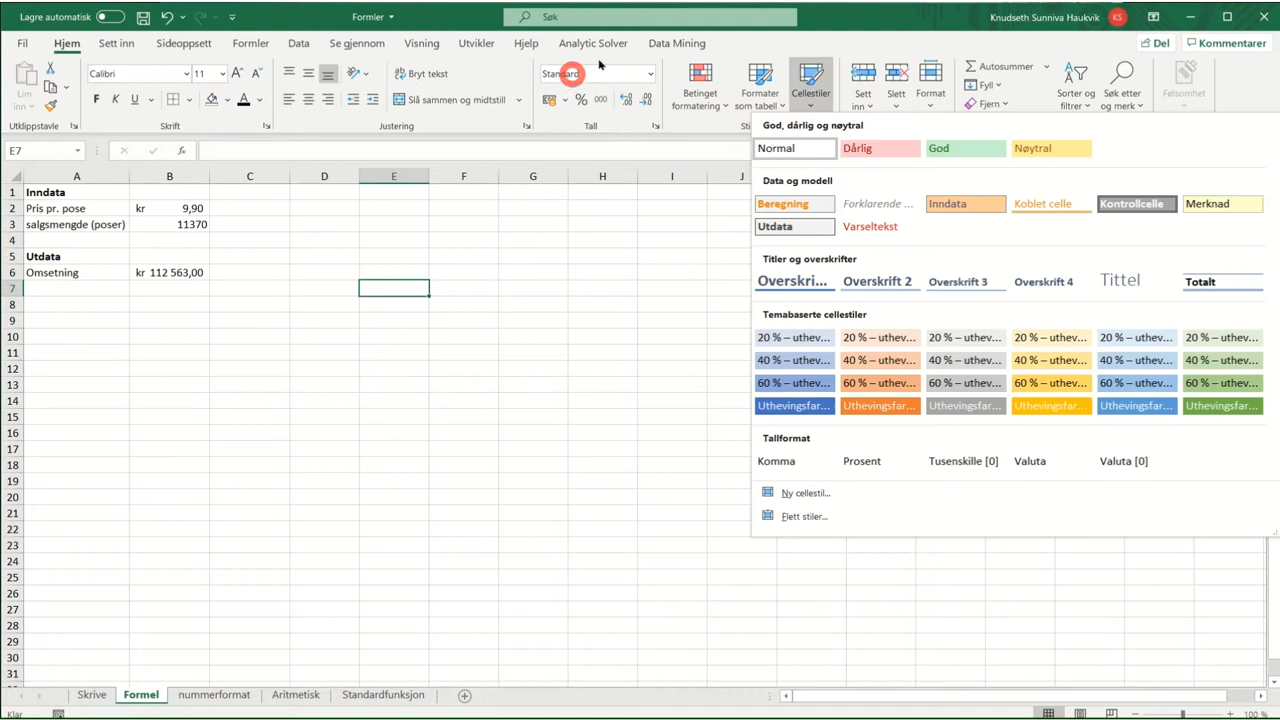 Lagre automatisk Formler Søk Knudseth Sunniva Haukvik KS
Fil Hjem Sett inn Sideoppsett Formler Data Se gjennom Visning Utvikler Hjelp Analytic Solver Data Mining Del Kommentarer
Lim inn Calibri 11 Bryt tekst Standard Betinget formatering Formater som tabell Cellestiler Sett inn Slett Format Autosummer Fyll Fjern Sorter og filtrer Søk etter og merk Følsomhet
F K U A Slå sammen og midtstill % 000
Utklippstavle Skrift Justering Tall
E7 fx
A B C D E F G H I J
1 Inndata
2 Pris pr. pose kr 9,90
3 salgsmengde (poser) 11370
4
5 Utdata
6 Omsetning kr 112 563,00
7
8
9
10
11
12
13
14
15
16
17
18
19
20
21
22
23
24
25
26
27
28
29
30
31
God, dårlig og nøytral
Normal Dårlig God Nøytral
Data og modell
Beregning Forklarende ... Inndata Koblet celle Kontrollcelle Merknad
Utdata Varseltekst
Titler og overskrifter
Overskri... Overskrift 2 Overskrift 3 Overskrift 4 Tittel Totalt
Temabaserte cellestiler
20 % – uthev... 20 % – uthev... 20 % – uthev... 20 % – uthev... 20 % – uthev... 20 % – uthev...
40 % – uthev... 40 % – uthev... 40 % – uthev... 40 % – uthev... 40 % – uthev... 40 % – uthev...
60 % – uthev... 60 % – uthev... 60 % – uthev... 60 % – uthev... 60 % – uthev... 60 % – uthev...
Uthevingsfar... Uthevingsfar... Uthevingsfar... Uthevingsfar... Uthevingsfar... Uthevingsfar...
Tallformat
Komma Prosent Tusenskille [0] Valuta Valuta [0]
Ny cellestil...
Flett stiler...
Skrive Formel nummerformat Aritmetisk Standardfunksjon
Klar 100 %